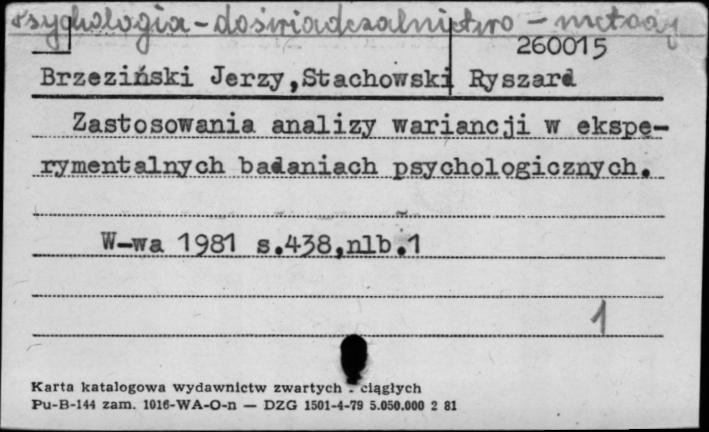 Psychologia - doświadczalnictwo - metody
260015
Brzeziński Jerzy,Stachowski Ryszard
Zastosowania analizy wariancji w ekspe-
rymentalnych badaniach psychologicznych.
W-wa 1981 s.438,nlb.1
1
Karta katalogowa wydawnictw zwartych - ciągłych
Pu-B-144 zam. 1016-WA-O-n — DZG 1501-4-79 5.050.000 2 81